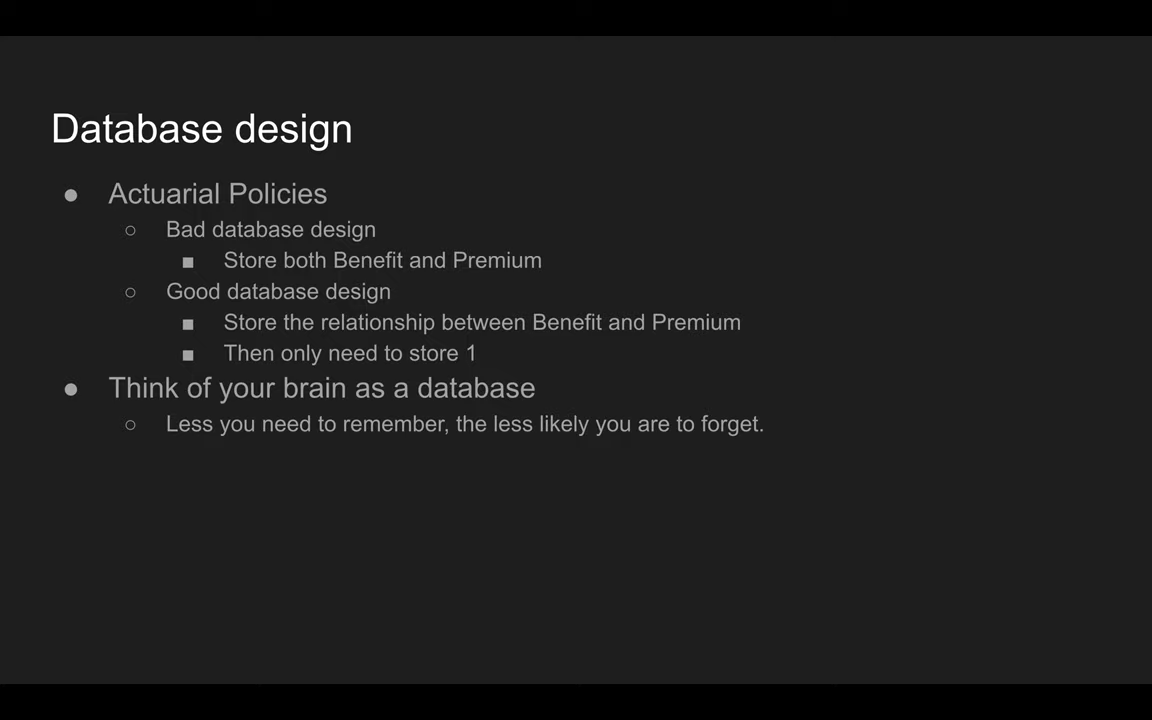 Database design
● Actuarial Policies
○ Bad database design
■ Store both Benefit and Premium
○ Good database design
■ Store the relationship between Benefit and Premium
■ Then only need to store 1
● Think of your brain as a database
○ Less you need to remember, the less likely you are to forget.